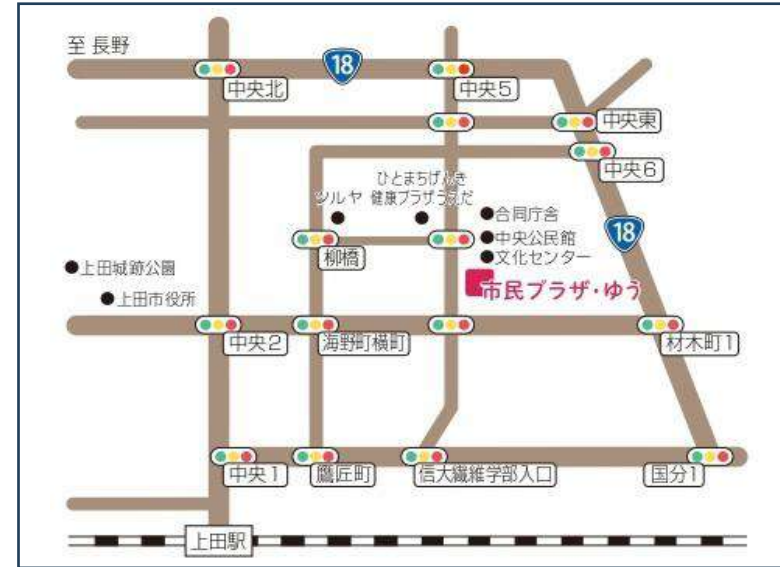 至 長野
18
中央北
中央5
中央東
中央6
ひとまちげんき
健康プラザうえだ
ツルヤ
合同庁舎
中央公民館
文化センター
18
柳橋
上田城跡公園
上田市役所
市民プラザ・ゆう
中央2
海野町横町
材木町1
中央1
鷹匠町
信大繊維学部入口
国分1
上田駅